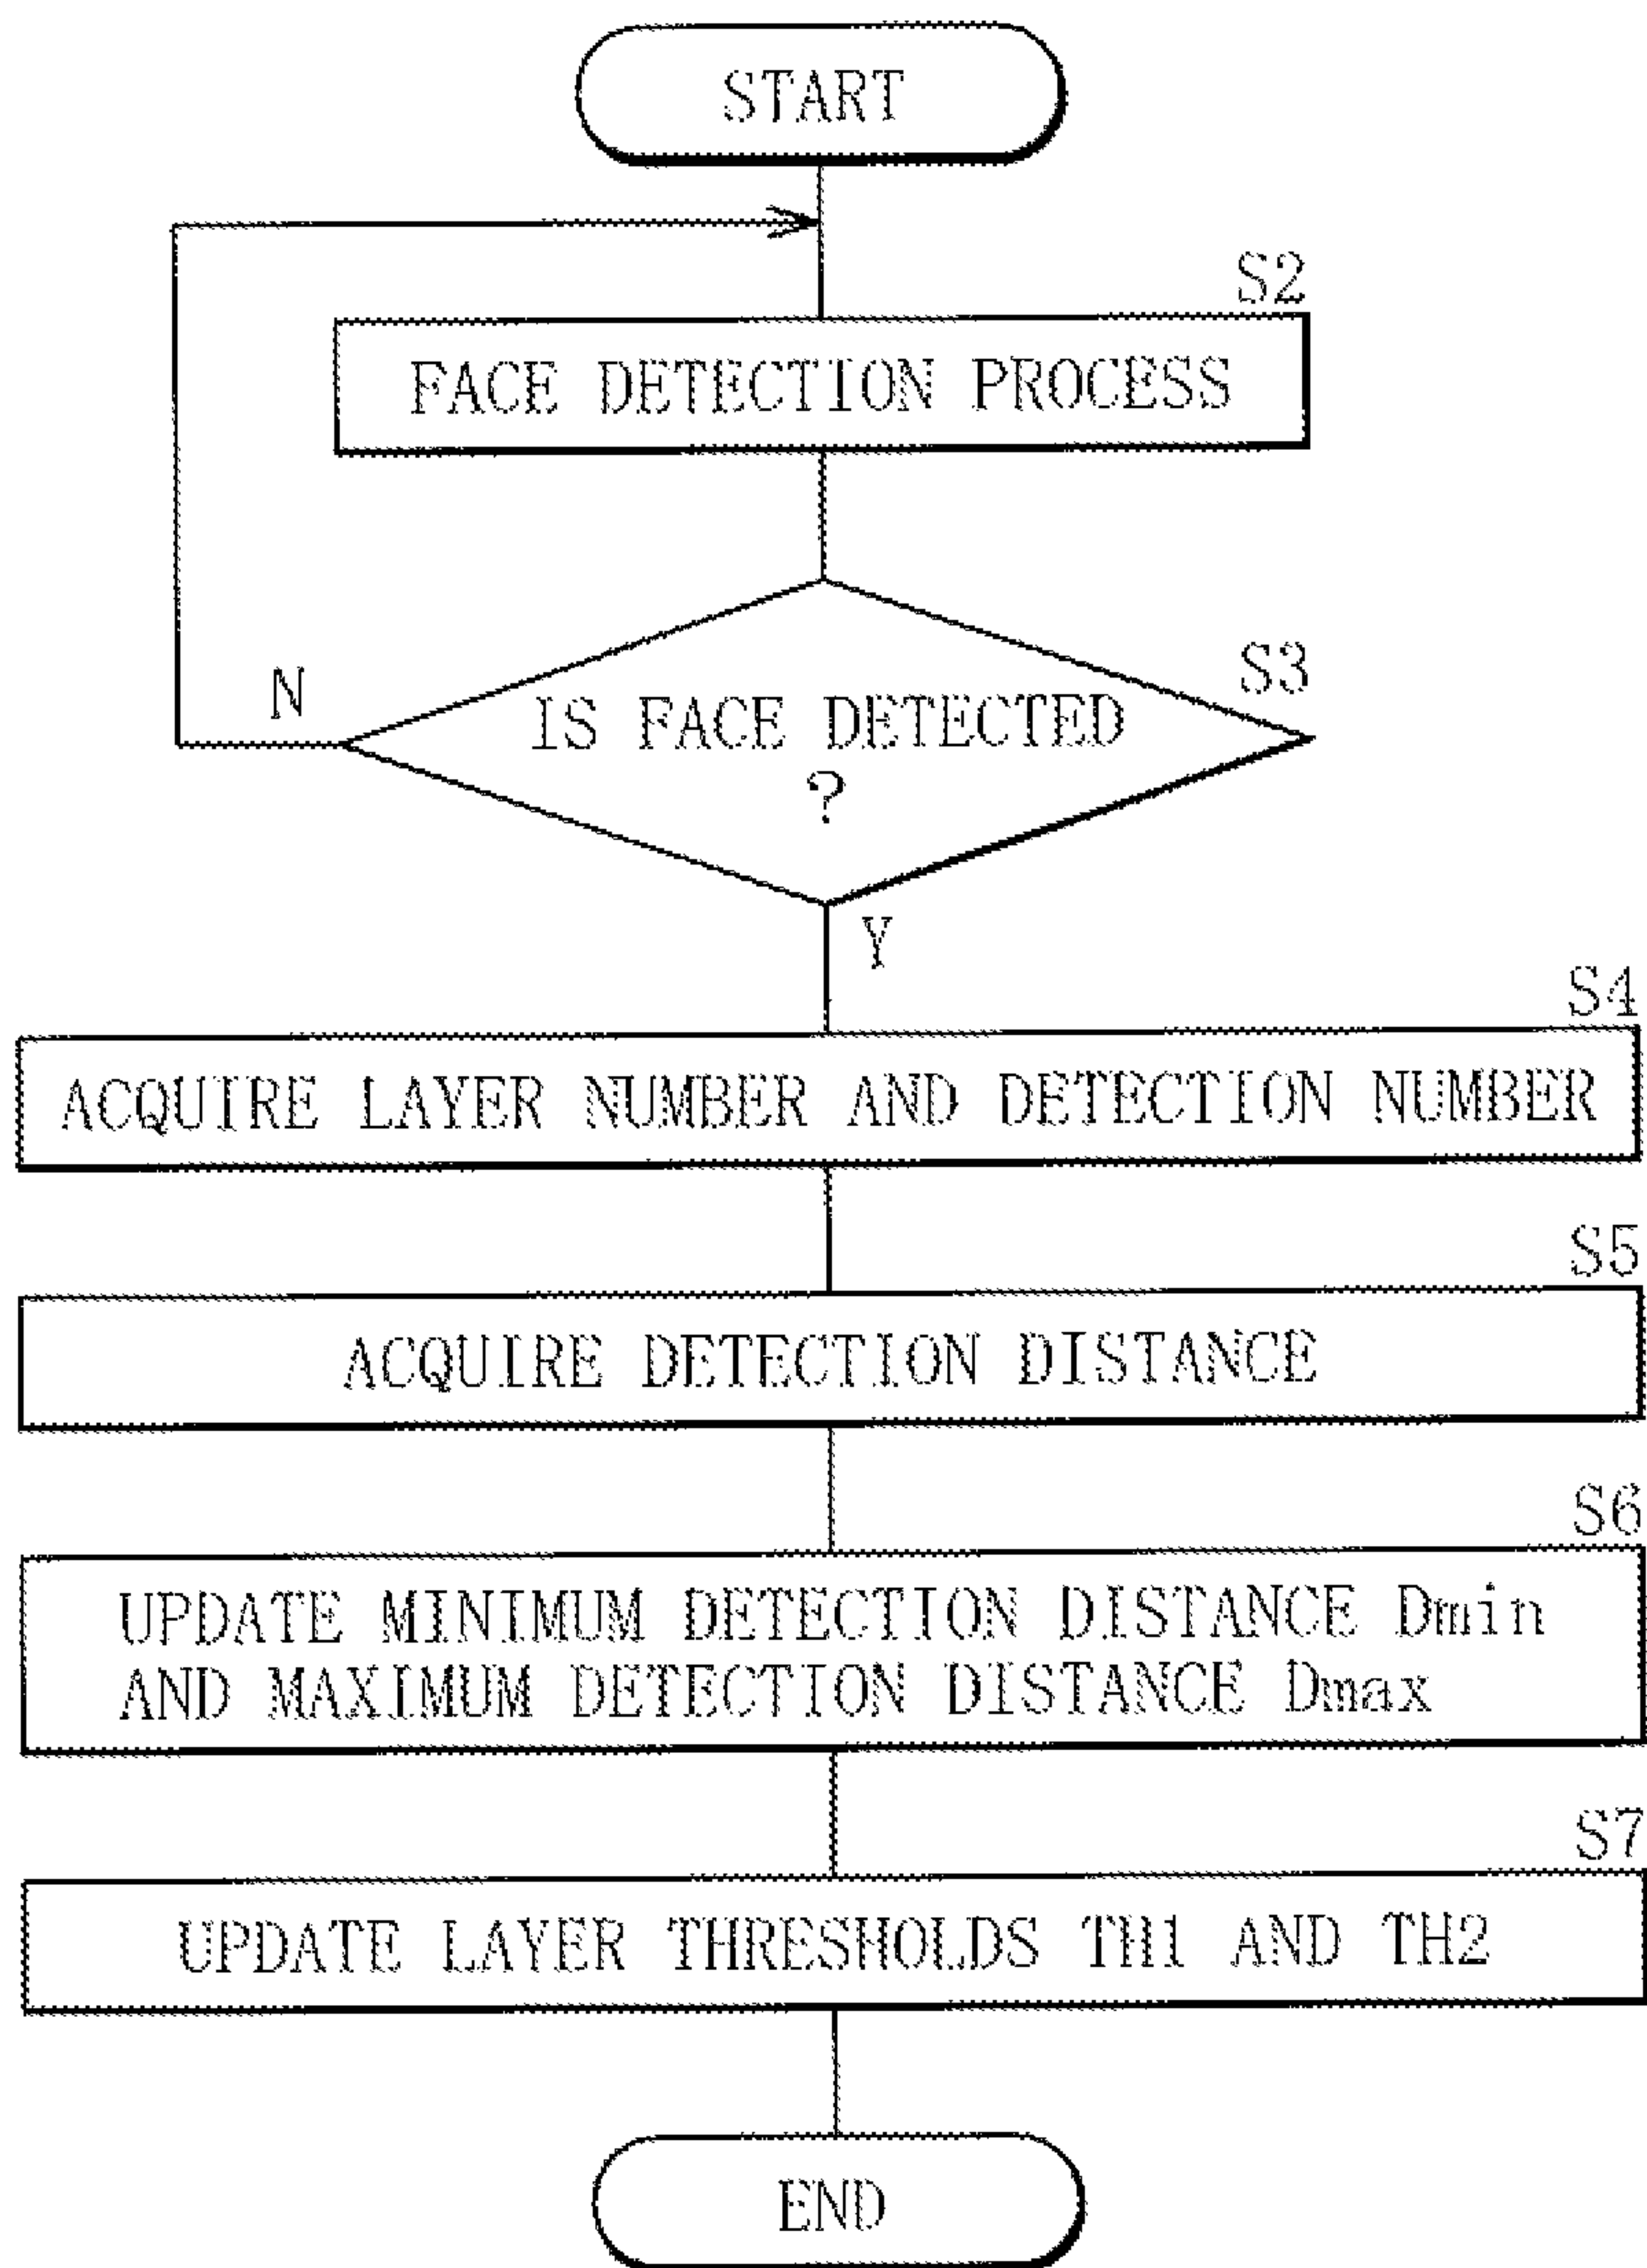 START
S2
FACE DETECTION PROCESS
S3
N
IS FACE DETECTED
?
Y
S4
ACQUIRE LAYER NUMBER AND DETECTION NUMBER
S5
ACQUIRE DETECTION DISTANCE
S6
UPDATE MINIMUM DETECTION DISTANCE Dmin
AND MAXIMUM DETECTION DISTANCE Dmax
S7
UPDATE LAYER THRESHOLDS TH1 AND TH2
END